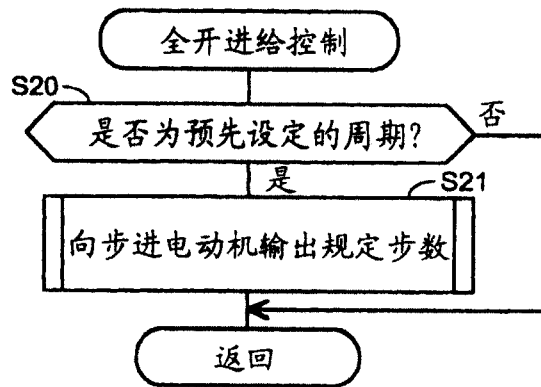 全开进给控制
S20
是否为预先设定的周期?
否
是
S21
向步进电动机输出规定步数
返回